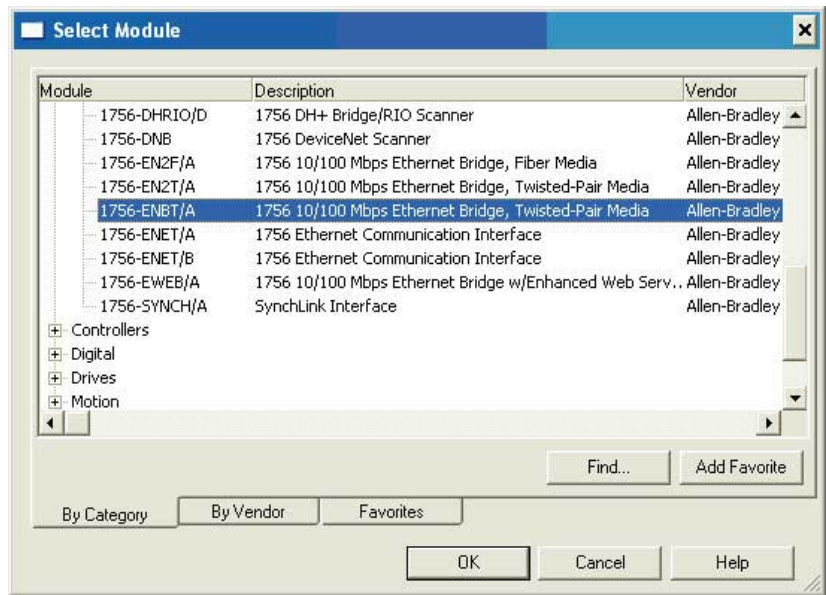 Select Module
Module Description Vendor
1756-DHRIO/D 1756 DH+ Bridge/RIO Scanner Allen-Bradley
1756-DNB 1756 DeviceNet Scanner Allen-Bradley
1756-EN2F/A 1756 10/100 Mbps Ethernet Bridge, Fiber Media Allen-Bradley
1756-EN2T/A 1756 10/100 Mbps Ethernet Bridge, Twisted-Pair Media Allen-Bradley
1756-ENBT/A 1756 10/100 Mbps Ethernet Bridge, Twisted-Pair Media Allen-Bradley
1756-ENET/A 1756 Ethernet Communication Interface Allen-Bradley
1756-ENET/B 1756 Ethernet Communication Interface Allen-Bradley
1756-EWEB/A 1756 10/100 Mbps Ethernet Bridge w/Enhanced Web Serv.. Allen-Bradley
1756-SYNCH/A SynchLink Interface Allen-Bradley
Controllers
Digital
Drives
Motion
Find... Add Favorite
By Category By Vendor Favorites
OK Cancel Help